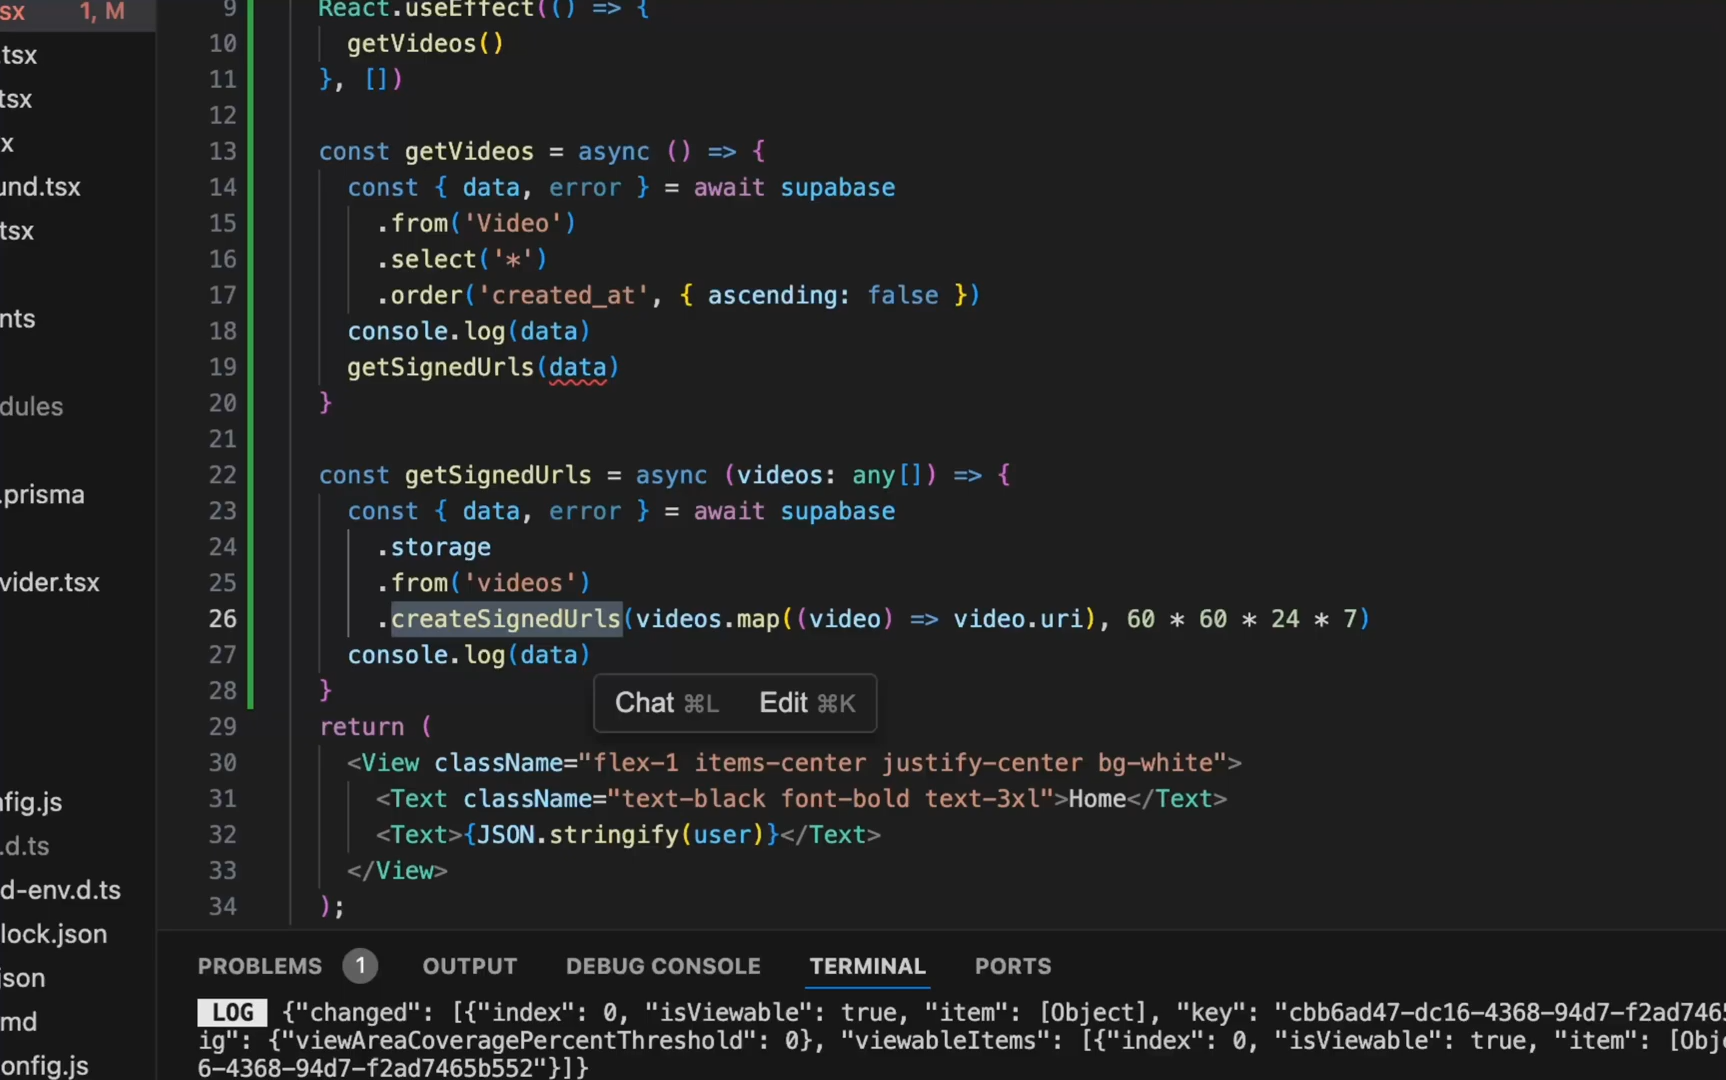 sx 1, M
.tsx
tsx
x
und.tsx
tsx
nts
dules
.prisma
vider.tsx
nfig.js
.d.ts
d-env.d.ts
lock.json
json
md
onfig.js
9 React.useEffect(() => {
10 getVideos()
11 }, [])
12
13 const getVideos = async () => {
14 const { data, error } = await supabase
15 .from('Video')
16 .select('*')
17 .order('created_at', { ascending: false })
18 console.log(data)
19 getSignedUrls(data)
20 }
21
22 const getSignedUrls = async (videos: any[]) => {
23 const { data, error } = await supabase
24 .storage
25 .from('videos')
26 .createSignedUrls(videos.map((video) => video.uri), 60 * 60 * 24 * 7)
27 console.log(data)
28 }
Chat ⌘L Edit ⌘K
29 return (
30 <View className="flex-1 items-center justify-center bg-white">
31 <Text className="text-black font-bold text-3xl">Home</Text>
32 <Text>{JSON.stringify(user)}</Text>
33 </View>
34 );
PROBLEMS 1 OUTPUT DEBUG CONSOLE TERMINAL PORTS
LOG {"changed": [{"index": 0, "isViewable": true, "item": [Object], "key": "cbb6ad47-dc16-4368-94d7-f2ad7465
ig": {"viewAreaCoveragePercentThreshold": 0}, "viewableItems": [{"index": 0, "isViewable": true, "item": [Obj
6-4368-94d7-f2ad7465b552"}]}